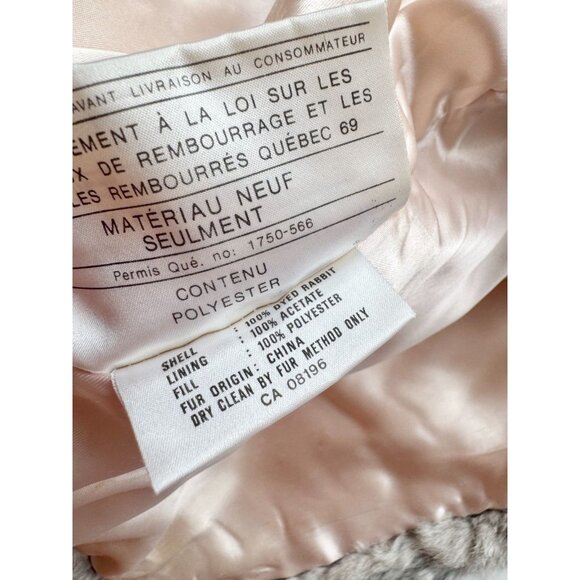 AVANT LIVRAISON AU CONSOMMATEUR
EMENT À LA LOI SUR LES
X DE REMBOURRAGE ET LES
LES REMBOURRÉS QUÉBEC 69
MATÉRIAU NEUF
SEULMENT
Permis Qué. no: 1750-566
CONTENU
POLYESTER
SHELL : 100% DYED RABBIT
LINING : 100% ACETATE
FILL : 100% POLYESTER
FUR ORIGIN: CHINA
DRY CLEAN BY FUR METHOD ONLY
CA 08196